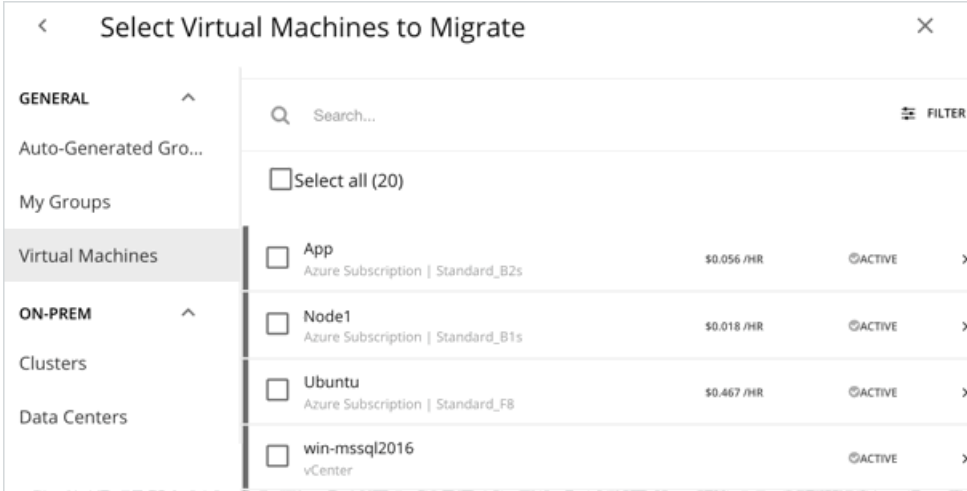 Select Virtual Machines to Migrate
GENERAL
Auto-Generated Gro...
My Groups
Virtual Machines
ON-PREM
Clusters
Data Centers
Search...
FILTER
Select all (20)
App
Azure Subscription | Standard_B2s
$0.056 /HR
ACTIVE
Node1
Azure Subscription | Standard_B1s
$0.018 /HR
ACTIVE
Ubuntu
Azure Subscription | Standard_F8
$0.467 /HR
ACTIVE
win-mssql2016
vCenter
ACTIVE